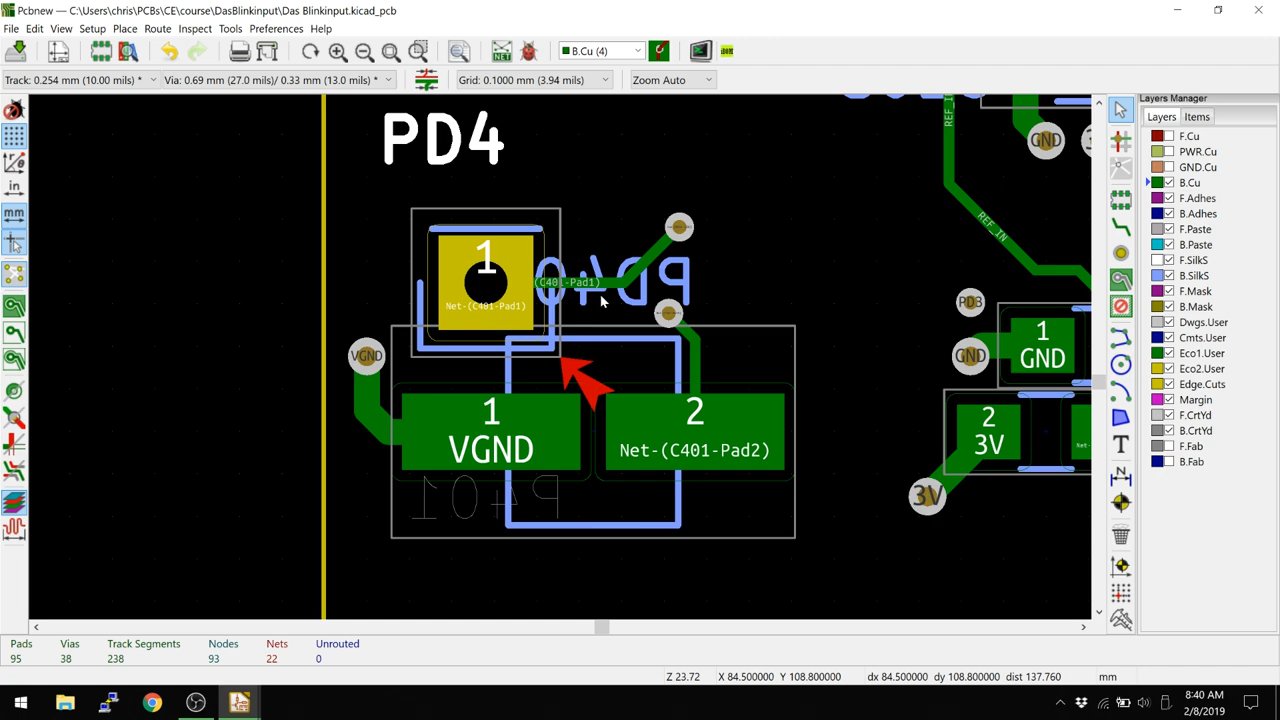 Pcbnew — C:\Users\chris\PCBs\CE\course\DasBlinkinput\Das Blinkinput.kicad_pcb
File Edit View Setup Place Route Inspect Tools Preferences Help
B.Cu (4)
Track: 0.254 mm (10.00 mils) * Via: 0.69 mm (27.0 mils)/ 0.33 mm (13.0 mils) * Grid: 0.1000 mm (3.94 mils) Zoom Auto
Layers Manager
Layers Items
F.Cu
PWR.Cu
GND.Cu
B.Cu
F.Adhes
B.Adhes
F.Paste
B.Paste
F.SilkS
B.SilkS
F.Mask
B.Mask
Dwgs.User
Cmts.User
Eco1.User
Eco2.User
Edge.Cuts
Margin
F.CrtYd
B.CrtYd
F.Fab
B.Fab
in
mm
PD4
REF_IN
GND
REF_IN
1
Net-(C401-Pad1)
(C401-Pad1)
PD40
PD3
VGND
GND
1
GND
1
VGND
2
Net-(C401-Pad2)
2
3V
3V
P401
Pads Vias Track Segments Nodes Nets Unrouted
95 38 238 93 22 0
Z 23.72 X 84.500000 Y 108.800000 dx 84.500000 dy 108.800000 dist 137.760 mm
8:40 AM
2/8/2019